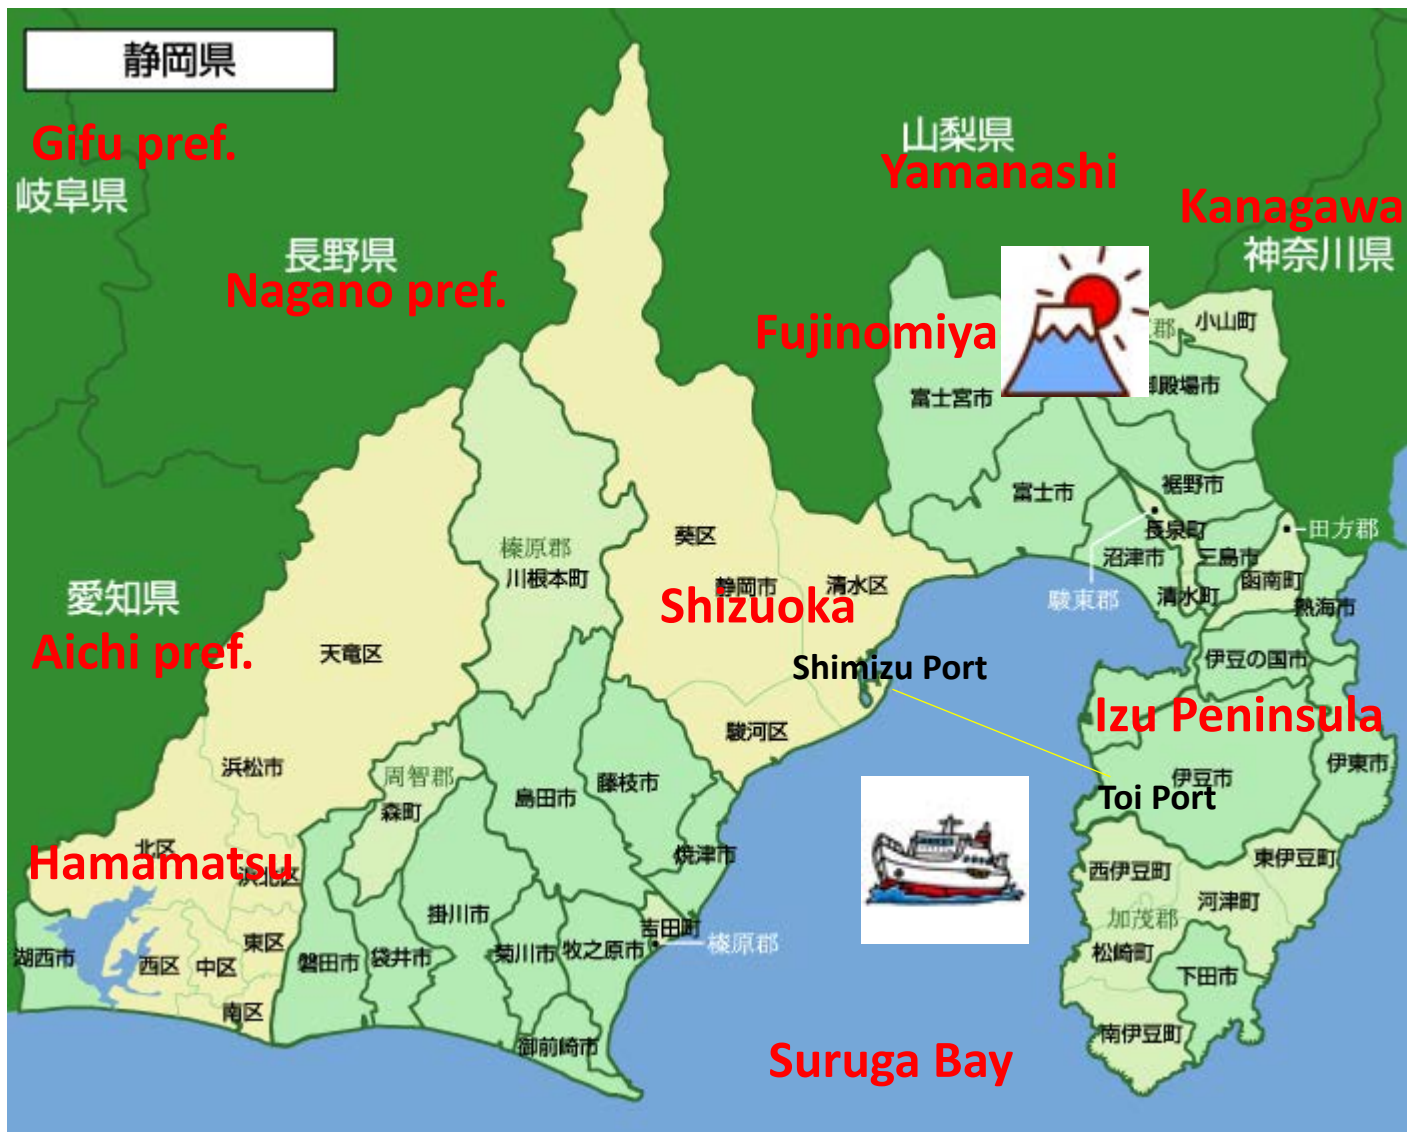 静岡県
Gifu pref.
岐阜県
山梨県
Yamanashi
Kanagawa
神奈川県
長野県
Nagano pref.
Fujinomiya
郡
小山町
富士宮市
御殿場市
富士市
裾野市
長泉町
田方郡
葵区
榛原郡
川根本町
静岡市
清水区
沼津市
三島市
函南町
駿東郡
清水町
熱海市
愛知県
Aichi pref.
Shizuoka
天竜区
Shimizu Port
伊豆の国市
Izu Peninsula
駿河区
浜松市
周智郡
森町
島田市
藤枝市
伊豆市
伊東市
Toi Port
北区
Hamamatsu
浜北区
焼津市
西伊豆町
東伊豆町
河津町
加茂郡
掛川市
吉田町
榛原郡
湖西市
西区
中区
東区
磐田市
袋井市
菊川市
牧之原市
松崎町
下田市
南区
御前崎市
南伊豆町
Suruga Bay